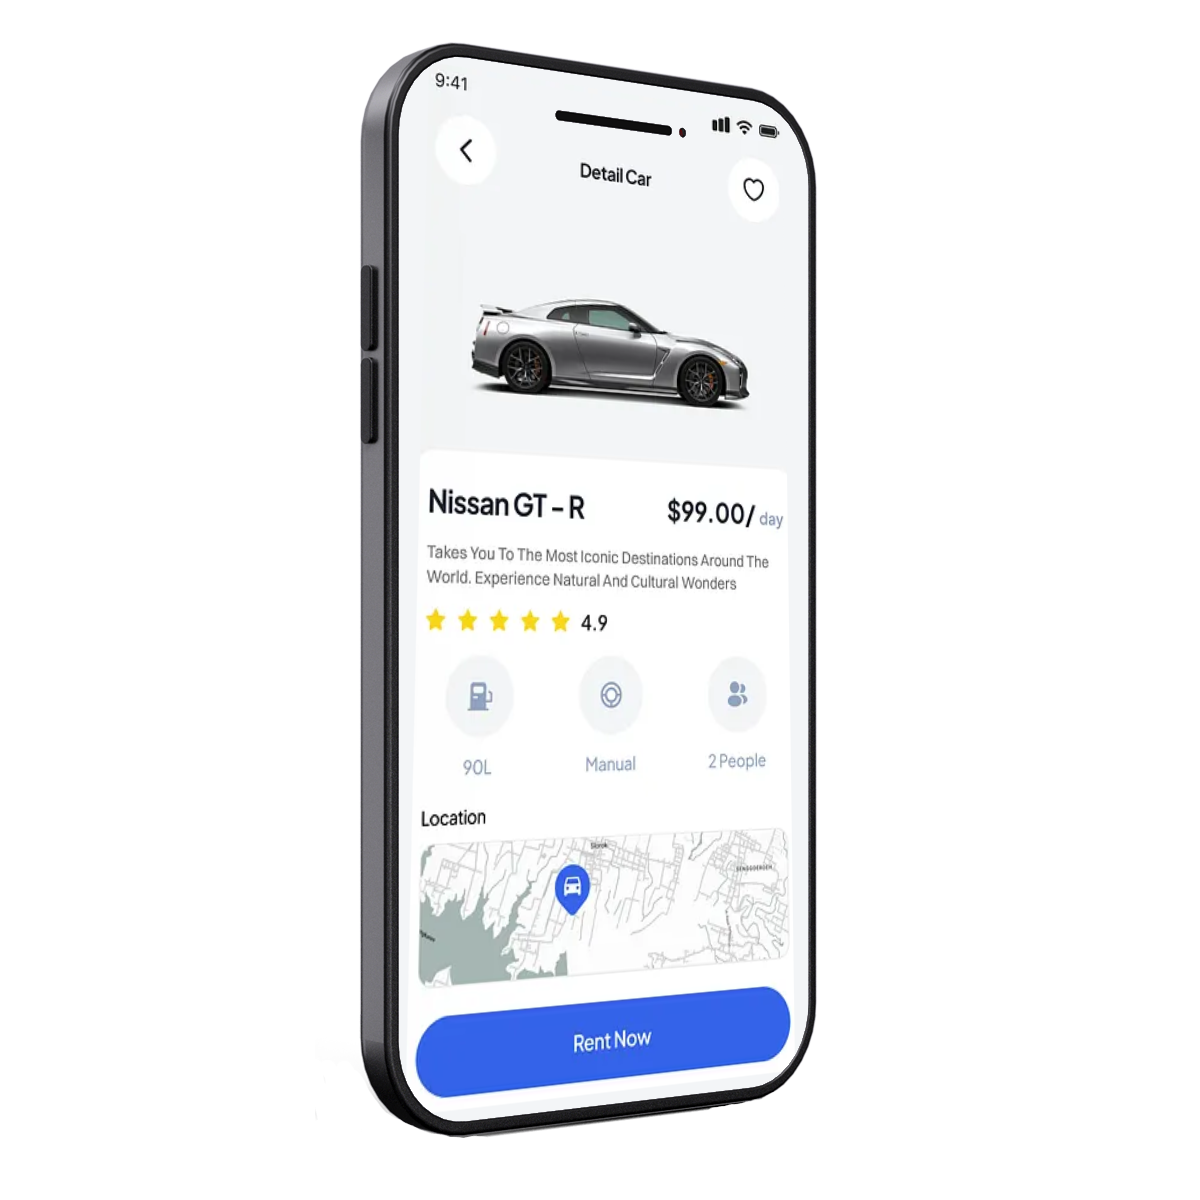 9:41
Detail Car
Nissan GT - R
$99.00/ day
Takes You To The Most Iconic Destinations Around The
World. Experience Natural And Cultural Wonders
4.9
90L
Manual
2 People
Location
Rent Now